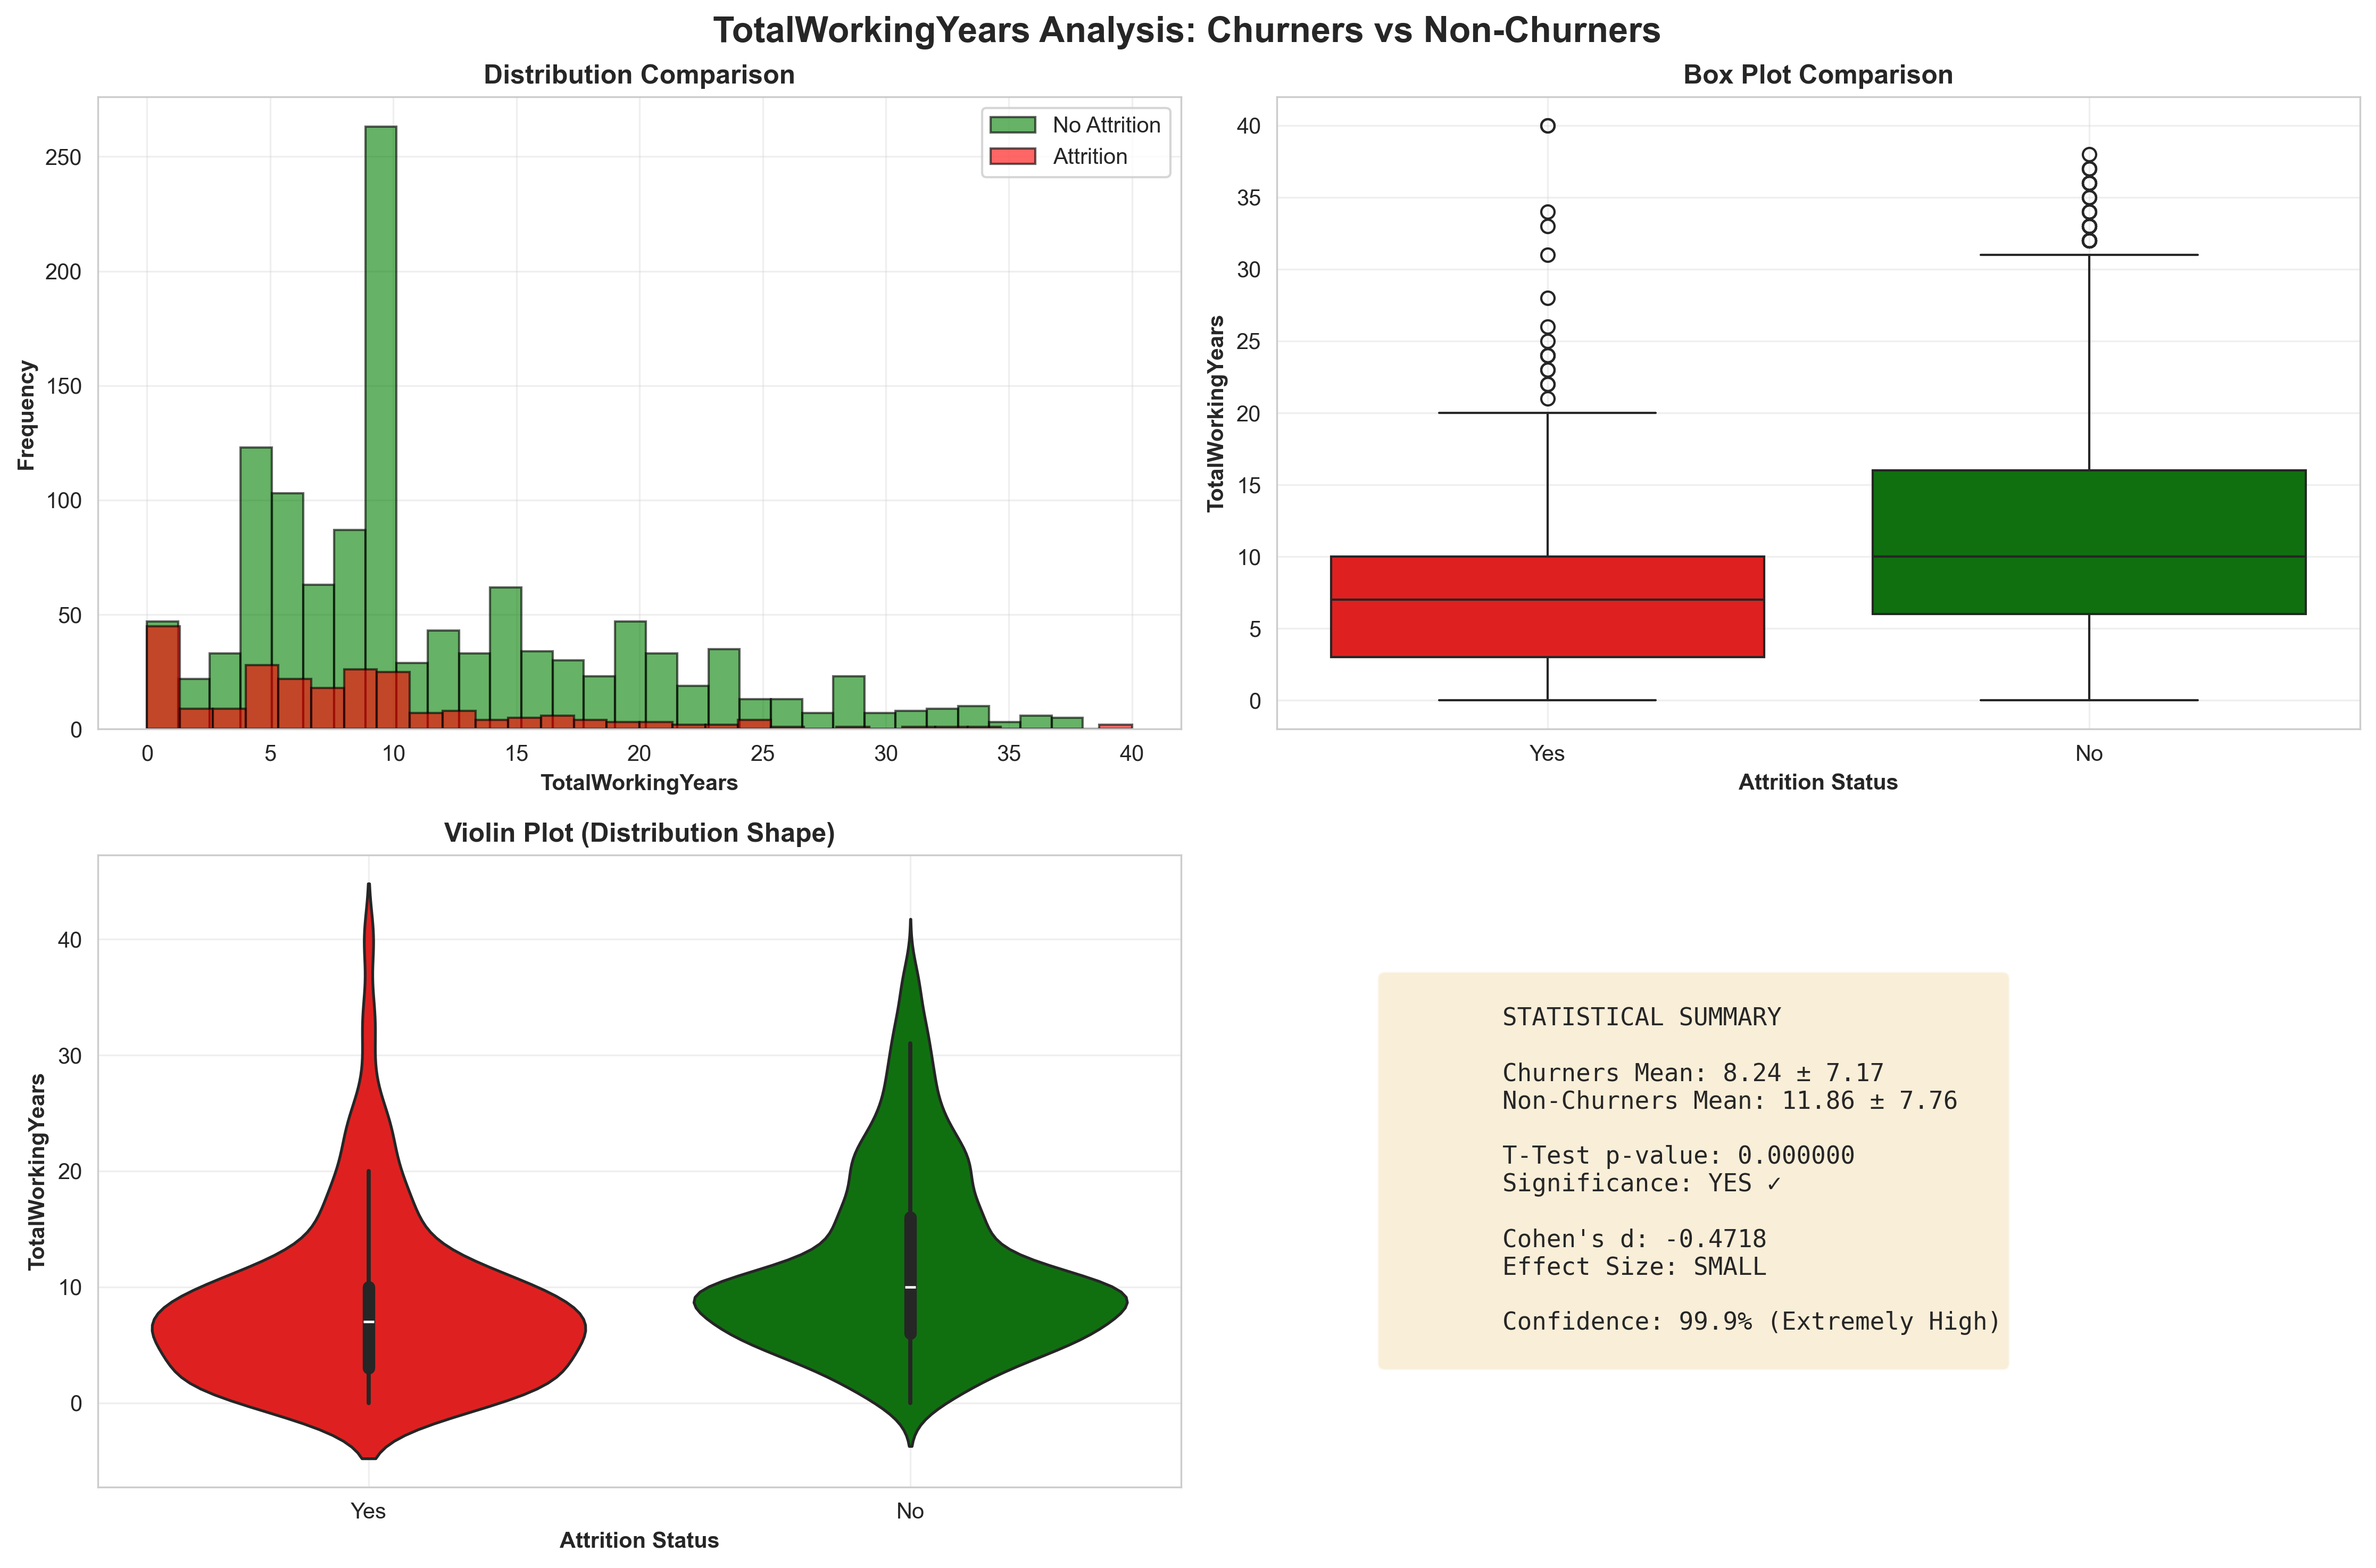 TotalWorkingYears Analysis: Churners vs Non-Churners
Distribution Comparison
No Attrition
Attrition
Frequency
250
200
150
100
50
0
0 5 10 15 20 25 30 35 40
TotalWorkingYears
Box Plot Comparison
TotalWorkingYears
40
35
30
25
20
15
10
5
0
Yes No
Attrition Status
Violin Plot (Distribution Shape)
TotalWorkingYears
40
30
20
10
0
Yes No
Attrition Status
STATISTICAL SUMMARY
Churners Mean: 8.24 ± 7.17
Non-Churners Mean: 11.86 ± 7.76
T-Test p-value: 0.000000
Significance: YES ✓
Cohen's d: -0.4718
Effect Size: SMALL
Confidence: 99.9% (Extremely High)